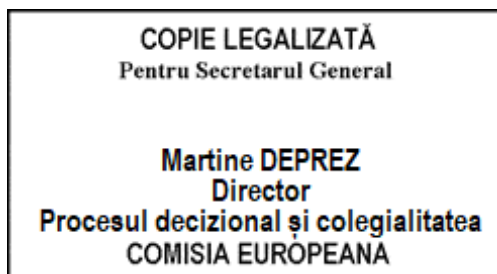 COPIE LEGALIZATĂ
Pentru Secretarul General
Martine DEPREZ
Director
Procesul decizional și colegialitatea
COMISIA EUROPEANA